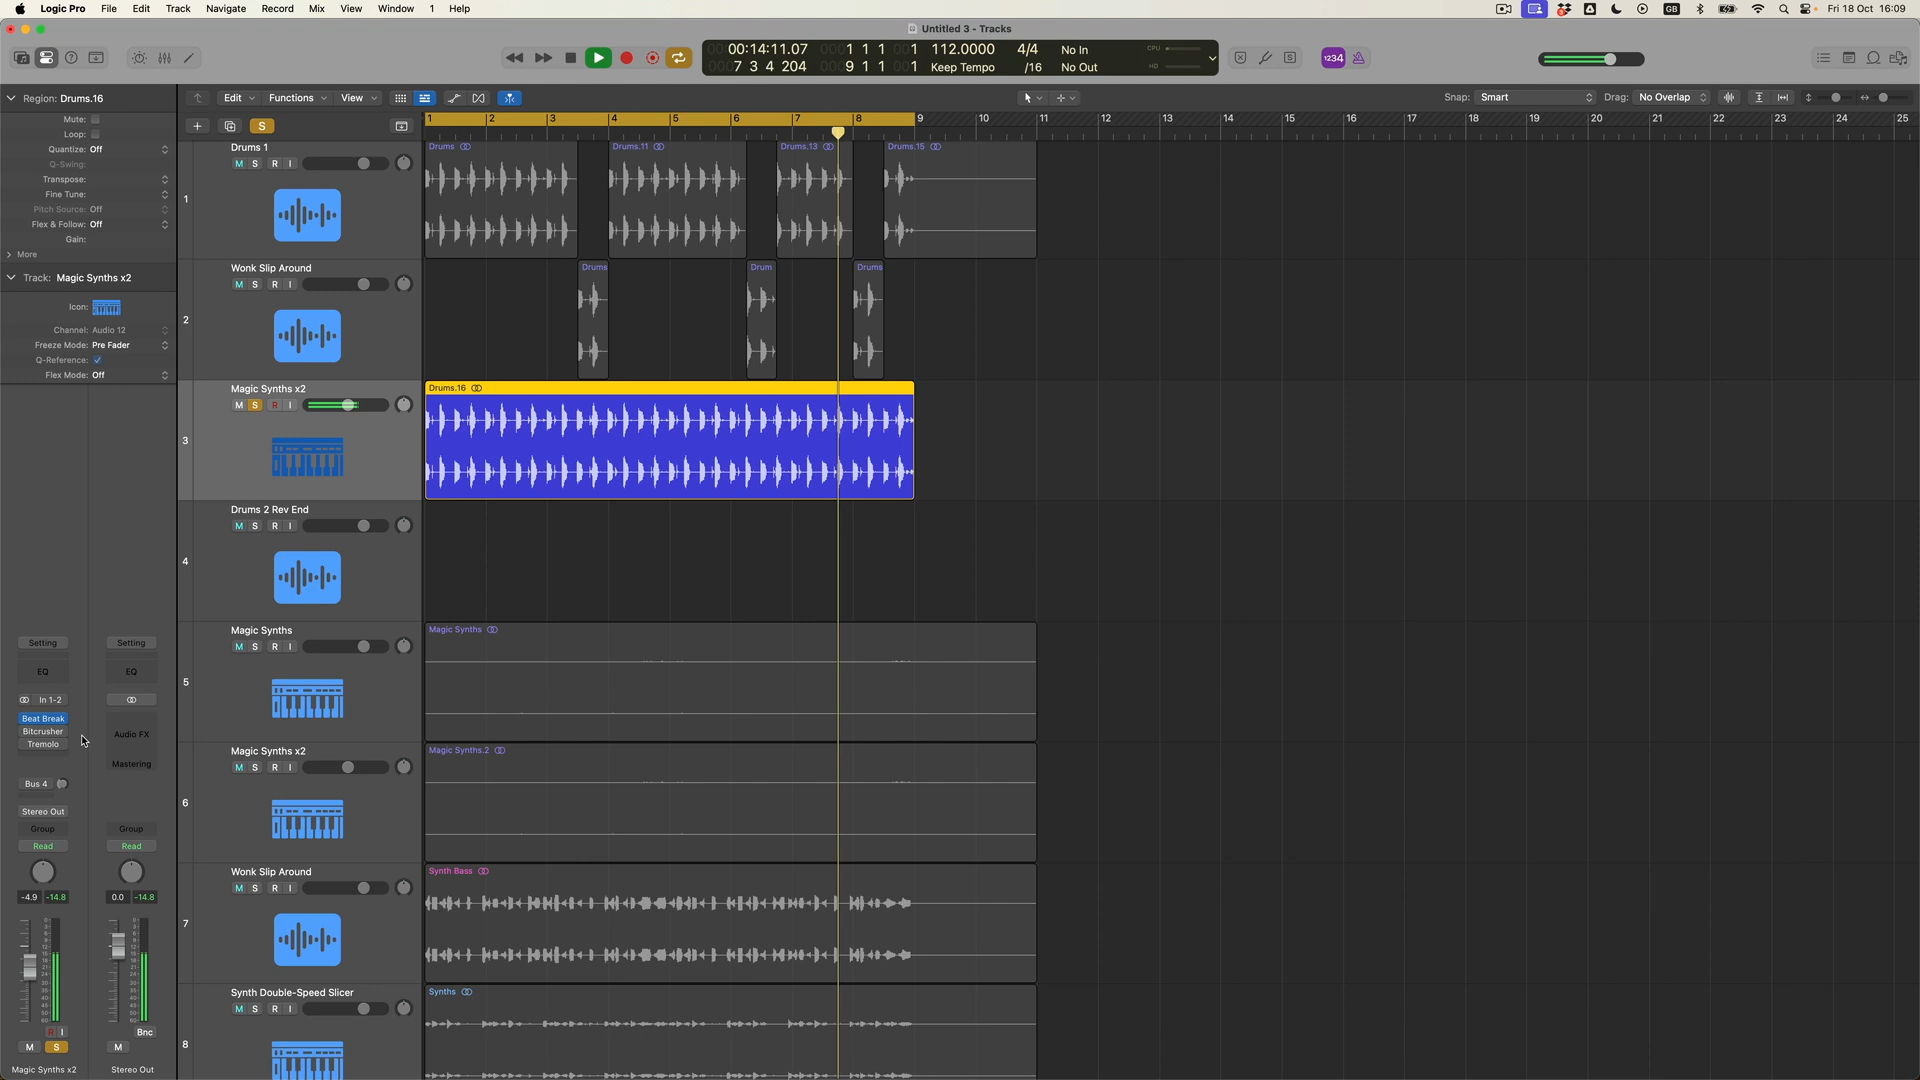 Logic Pro File Edit Track Navigate Record Mix View Window 1 Help
GB Fri 18 Oct 16:09
Untitled 3 - Tracks
00:14:11.07 1 1 1 1 112.0000 4/4 No In CPU
7 3 4 204 9 1 1 1 Keep Tempo /16 No Out HD
S 1234
Region: Drums.16
Edit Functions View
Snap: Smart Drag: No Overlap
Mute:
Loop:
Quantize: Off
Q-Swing:
Transpose:
Fine Tune:
Pitch Source: Off
Flex & Follow: Off
Gain:
More
Track: Magic Synths x2
Icon:
Channel: Audio 12
Freeze Mode: Pre Fader
Q-Reference:
Flex Mode: Off
S
1 2 3 4 5 6 7 8 9 10 11 12 13 14 15 16 17 18 19 20 21 22 23 24 25
1
Drums 1
M S R I
Drums Drums.11 Drums.13 Drums.15
2
Wonk Slip Around
M S R I
Drums Drum Drums
3
Magic Synths x2
M S R I
Drums.16
4
Drums 2 Rev End
M S R I
5
Magic Synths
M S R I
Magic Synths
6
Magic Synths x2
M S R I
Magic Synths.2
7
Wonk Slip Around
M S R I
Synth Bass
8
Synth Double-Speed Slicer
M S R I
Synths
Setting Setting
EQ EQ
In 1-2
Beat Break
Bitcrusher Audio FX
Tremolo
Mastering
Bus 4
Stereo Out
Group Group
Read Read
-4.9 -14.8 0.0 -14.8
R I Bnc
M S M
Magic Synths x2 Stereo Out